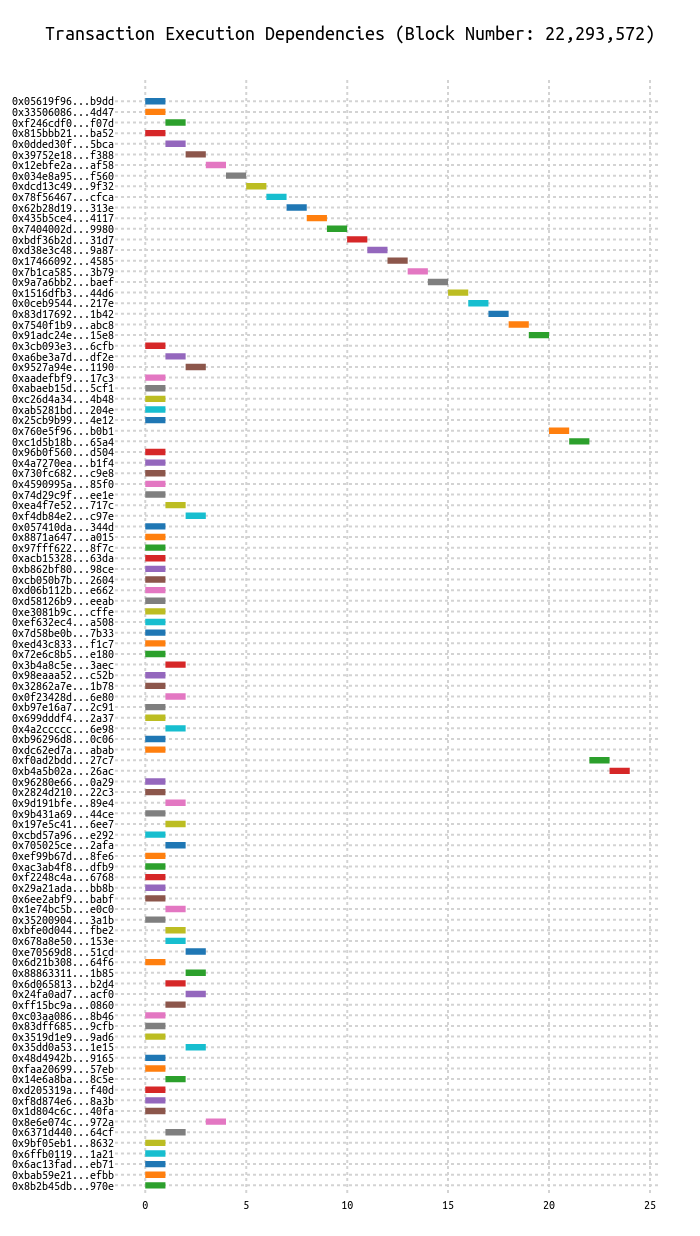 Transaction Execution Dependencies (Block Number: 22,293,572)
0x05619f96...b9dd
0x33506086...4d47
0xf246cdf0...f07d
0x815bbb21...ba52
0x0dded30f...5bca
0x39752e18...f388
0x12ebfe2a...af58
0x034e8a95...f560
0xdcd13c49...9f32
0x78f56467...cfca
0x62b28d19...313e
0x435b5ce4...4117
0x7404002d...9980
0xbdf36b2d...31d7
0xd38e3c48...9a87
0x17466092...4585
0x7b1ca585...3b79
0x9a7a6bb2...baef
0x1516dfb3...44d6
0x0ceb9544...217e
0x83d17692...1b42
0x7540f1b9...abc8
0x91adc24e...15e8
0x3cb093e3...6cfb
0xa6be3a7d...df2e
0x9527a94e...1190
0xaadefbf9...17c3
0xabaeb15d...5cf1
0xc26d4a34...4b48
0xab5281bd...204e
0x25cb9b99...4e12
0x760e5f96...b0b1
0xc1d5b18b...65a4
0x96b0f560...d504
0x4a7270ea...b1f4
0x730fc682...c9e8
0x4590995a...85f0
0x74d29c9f...ee1e
0xea4f7e52...717c
0xf4db84e2...c97e
0x057410da...344d
0x8871a647...a015
0x97fff622...8f7c
0xacb15328...63da
0xb862bf80...98ce
0xcb050b7b...2604
0xd06b112b...e662
0xd58126b9...eeab
0xe3081b9c...cffe
0xef632ec4...a508
0x7d58be0b...7b33
0xed43c833...f1c7
0x72e6c8b5...e180
0x3b4a8c5e...3aec
0x98eaaa52...c52b
0x32862a7e...1b78
0x0f23428d...6e80
0xb97e16a7...2c91
0x699dddf4...2a37
0x4a2ccccc...6e98
0xb96296d8...0c06
0xdc62ed7a...abab
0xf0ad2bdd...27c7
0xb4a5b02a...26ac
0x96280e66...0a29
0x2824d210...22c3
0x9d191bfe...89e4
0x9b431a69...44ce
0x197e5c41...6ee7
0xcbd57a96...e292
0x705025ce...2afa
0xef99b67d...8fe6
0xac3ab4f8...dfb9
0xf2248c4a...6768
0x29a21ada...bb8b
0x6ee2abf9...babf
0x1e74bc5b...e0c0
0x35200904...3a1b
0xbfe0d044...fbe2
0x678a8e50...153e
0xe70569d8...51cd
0x6d21b308...64f6
0x88863311...1b85
0x6d065813...b2d4
0x24fa0ad7...acf0
0xff15bc9a...0860
0xc03aa086...8b46
0x83dff685...9cfb
0x3519d1e9...9ad6
0x35dd0a53...1e15
0x48d4942b...9165
0xfaa20699...57eb
0x14e6a8ba...8c5e
0xd205319a...f40d
0xf8d874e6...8a3b
0x1d804c6c...40fa
0x8e6e074c...972a
0x6371d440...64cf
0x9bf05eb1...8632
0x6ffb0119...1a21
0x6ac13fad...eb71
0xbab59e21...efbb
0x8b2b45db...970e
0 5 10 15 20 25